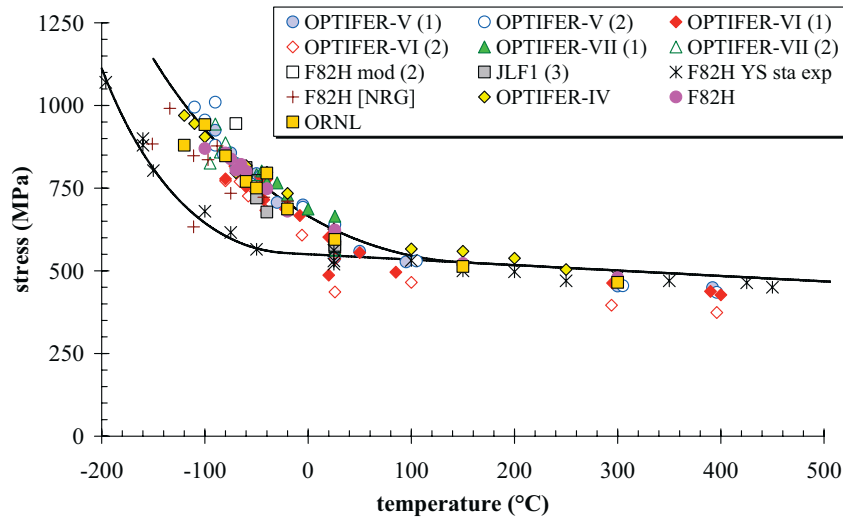 OPTIFER-V (1) OPTIFER-V (2) OPTIFER-VI (1)
OPTIFER-VI (2) OPTIFER-VII (1) OPTIFER-VII (2)
F82H mod (2) JLF1 (3) F82H YS sta exp
F82H [NRG] OPTIFER-IV F82H
ORNL
stress (MPa)
1250
1000
750
500
250
0
-200 -100 0 100 200 300 400 500
temperature (°C)